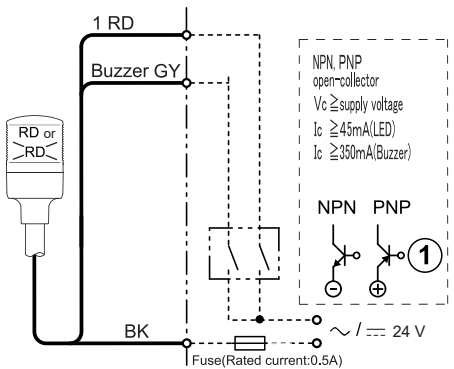 1 RD
Buzzer GY
RD or
RD
BK
Fuse(Rated current:0.5A)
~ / ⎓ 24 V
NPN, PNP
open-collector
Vc ≧supply voltage
Ic ≧45mA(LED)
Ic ≧350mA(Buzzer)
NPN PNP
1